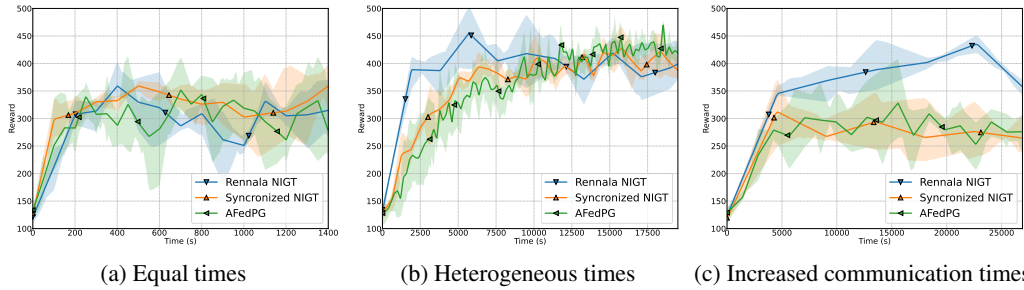 (a) (b) (c)
500 500 500
450 450 450
400 400 400
350 350 350
Reward Reward Reward
300 300 300
250 250 250
200 200 200
150 150 150
100 100 100
Rennala NIGT Rennala NIGT Rennala NIGT
Syncronized NIGT Syncronized NIGT Syncronized NIGT
AFedPG AFedPG AFedPG
0 200 400 600 800 1000 1200 1400 0 2500 5000 7500 10000 12500 15000 17500 0 5000 10000 15000 20000 25000
Time (s) Time (s) Time (s)
(a) Equal times (b) Heterogeneous times (c) Increased communication times